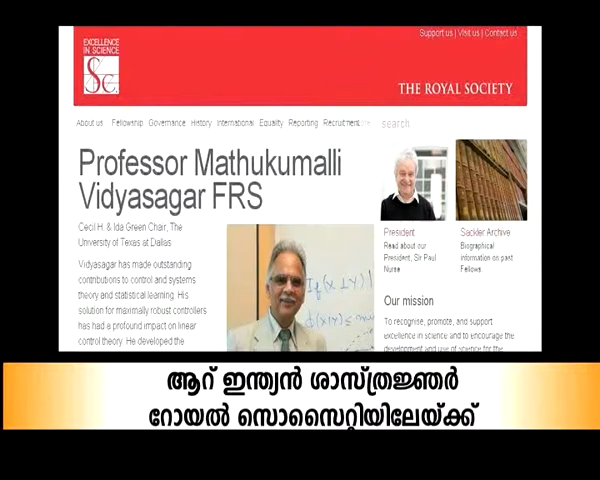 Support us | Visit us | Contact us
EXCELLENCE
IN SCIENCE
THE ROYAL SOCIETY
About us Fellowship Governance History International Equality Reporting Recruitment search
Professor Mathukumalli
Vidyasagar FRS
Cecil H. & Ida Green Chair, The
University of Texas at Dallas
Vidyasagar has made outstanding
contributions to control and systems
theory and statistical learning. His
solution for maximally robust controllers
has had a profound impact on linear
control theory. He developed the
President
Read about our
President, Sir Paul
Nurse
Sackler Archive
Biographical
information on past
Fellows
Our mission
To recognise, promote, and support
excellence in science and to encourage the
development and use of science for the
ആറ് ഇന്ത്യൻ ശാസ്ത്രജ്ഞർ
റോയൽ സൊസൈറ്റിയിലേയ്ക്ക്